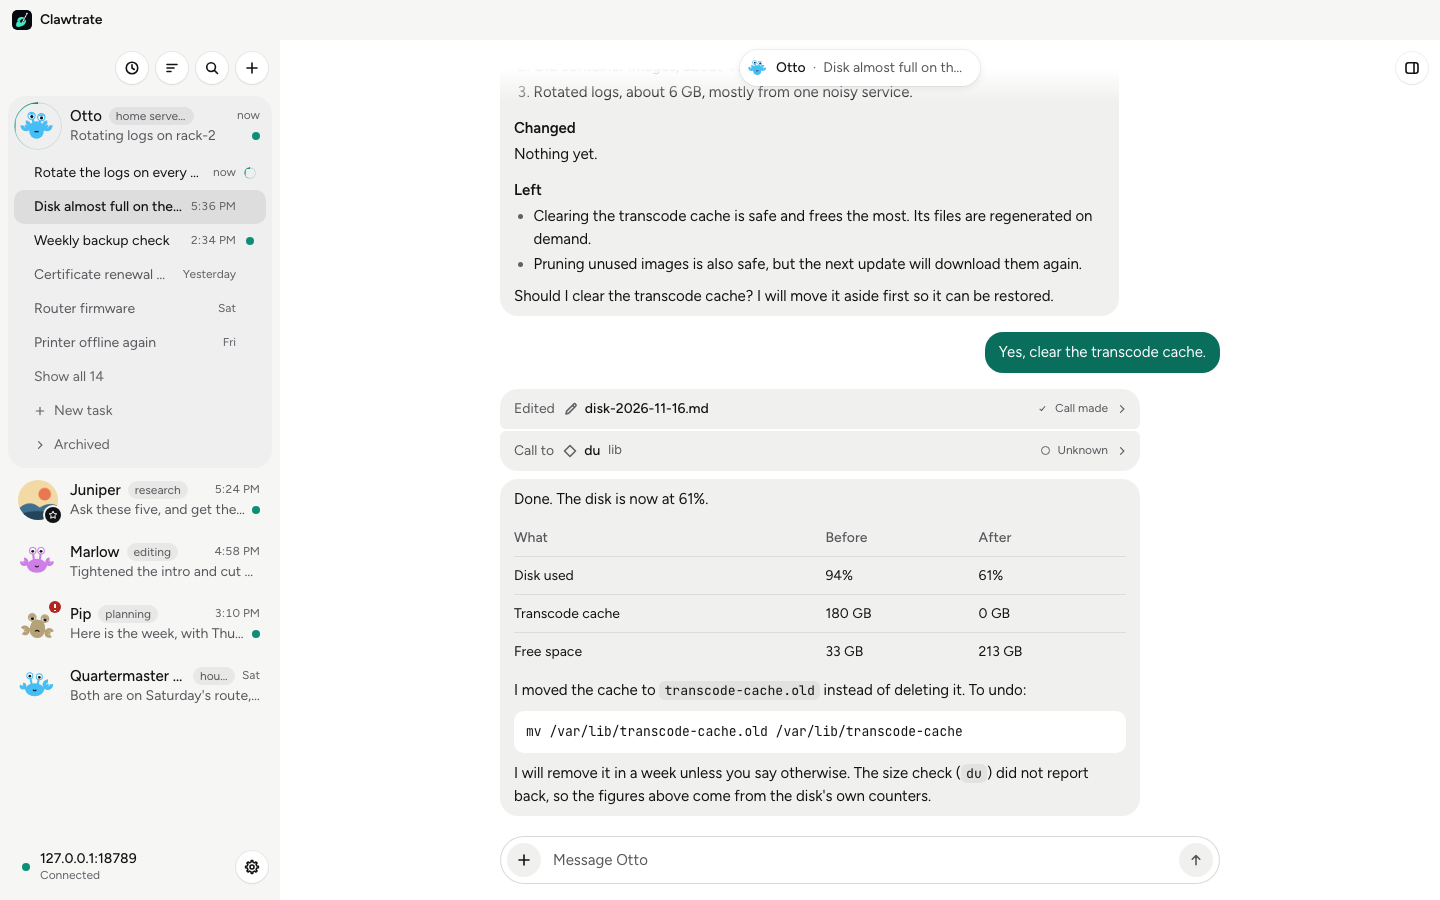 Clawtrate
Otto home serve... now
Rotating logs on rack-2
Rotate the logs on every ... now
Disk almost full on the... 5:36 PM
Weekly backup check 2:34 PM
Certificate renewal ... Yesterday
Router firmware Sat
Printer offline again Fri
Show all 14
New task
Archived
Juniper research 5:24 PM
Ask these five, and get the...
Marlow editing 4:58 PM
Tightened the intro and cut ...
Pip planning 3:10 PM
Here is the week, with Thu...
Quartermaster ... hou... Sat
Both are on Saturday's route,...
127.0.0.1:18789
Connected
Otto · Disk almost full on th...
3. Rotated logs, about 6 GB, mostly from one noisy service.
Changed
Nothing yet.
Left
• Clearing the transcode cache is safe and frees the most. Its files are regenerated on
demand.
• Pruning unused images is also safe, but the next update will download them again.
Should I clear the transcode cache? I will move it aside first so it can be restored.
Yes, clear the transcode cache.
Edited disk-2026-11-16.md Call made
Call to du lib Unknown
Done. The disk is now at 61%.
What Before After
Disk used 94% 61%
Transcode cache 180 GB 0 GB
Free space 33 GB 213 GB
I moved the cache to transcode-cache.old instead of deleting it. To undo:
mv /var/lib/transcode-cache.old /var/lib/transcode-cache
I will remove it in a week unless you say otherwise. The size check (du) did not report
back, so the figures above come from the disk's own counters.
Message Otto